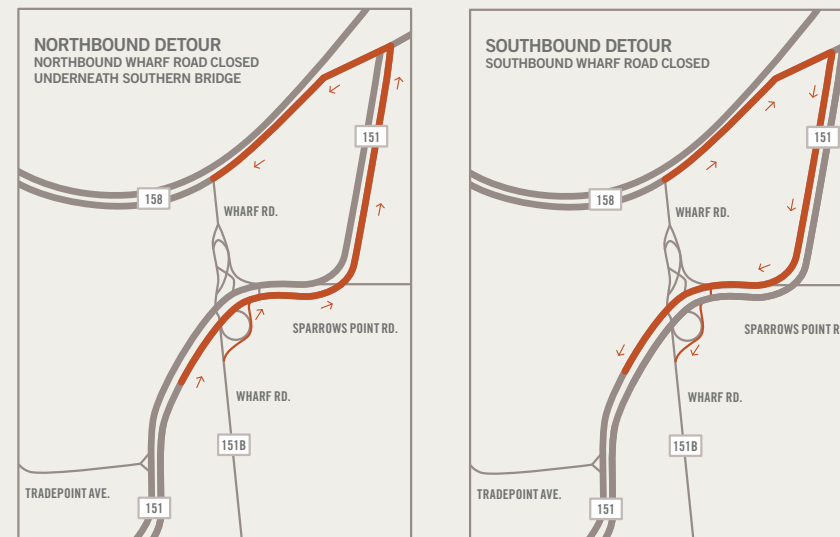 NORTHBOUND DETOUR
NORTHBOUND WHARF ROAD CLOSED
UNDERNEATH SOUTHERN BRIDGE
151
158
WHARF RD.
SPARROWS POINT RD.
WHARF RD.
151B
TRADEPOINT AVE.
151
SOUTHBOUND DETOUR
SOUTHBOUND WHARF ROAD CLOSED
151
158
WHARF RD.
SPARROWS POINT R
WHARF RD.
151B
TRADEPOINT AVE.
151